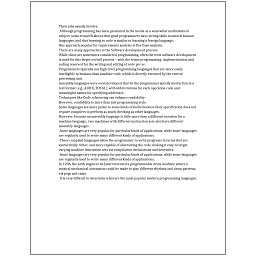 Their jobs usually involve:
Although programming has been presented in the media as a somewhat mathematical
subject, some research shows that good programmers have strong skills in natural human
languages, and that learning to code is similar to learning a foreign language.
One approach popular for requirements analysis is Use Case analysis.
There are many approaches to the Software development process.
While these are sometimes considered programming, often the term software development
is used for this larger overall process – with the terms programming, implementation, and
coding reserved for the writing and editing of code per se.
Programmers typically use high-level programming languages that are more easily
intelligible to humans than machine code, which is directly executed by the central
processing unit.
Assembly languages were soon developed that let the programmer specify instruction in a
text format (e.g., ADD X, TOTAL), with abbreviations for each operation code and
meaningful names for specifying addresses.
Techniques like Code refactoring can enhance readability.
However, readability is more than just programming style.
Some languages are more prone to some kinds of faults because their specification does not
require compilers to perform as much checking as other languages.
However, because an assembly language is little more than a different notation for a
machine language, two machines with different instruction sets also have different
assembly languages.
Some languages are very popular for particular kinds of applications, while some languages
are regularly used to write many different kinds of applications.
These compiled languages allow the programmer to write programs in terms that are
syntactically richer, and more capable of abstracting the code, making it easy to target
varying machine instruction sets via compilation declarations and heuristics.
Some languages are very popular for particular kinds of applications, while some languages
are regularly used to write many different kinds of applications.
In 1206, the Arab engineer Al-Jazari invented a programmable drum machine where a
musical mechanical automaton could be made to play different rhythms and drum patterns,
via pegs and cams.
It is very difficult to determine what are the most popular modern programming languages.